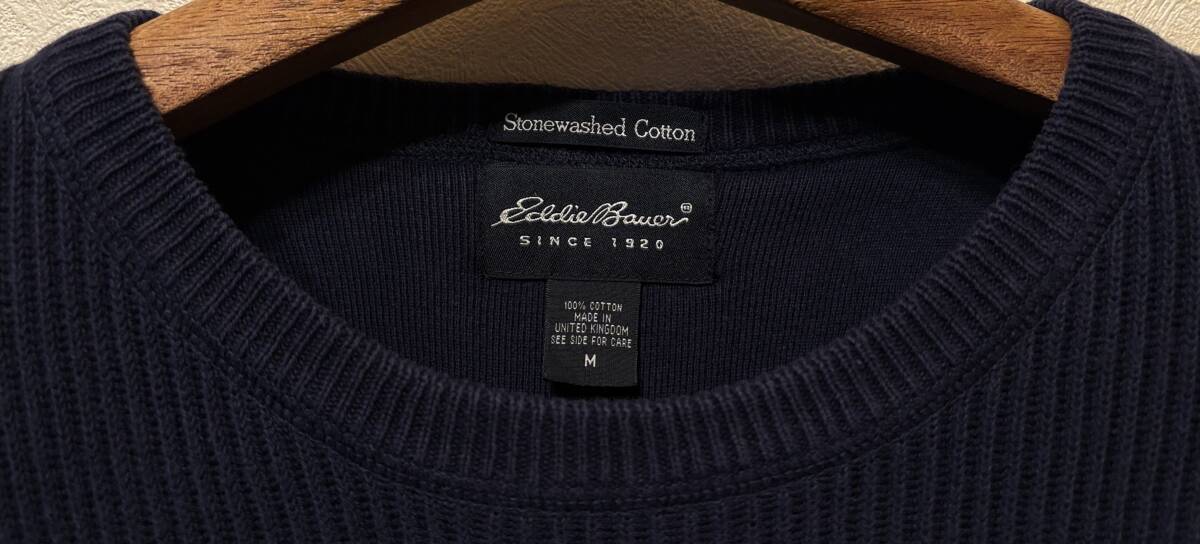 Stonewashed Cotton
Eddie Bauer
SINCE 1920
100% COTTON
MADE IN
UNITED KINGDOM
SEE SIDE FOR CARE
M